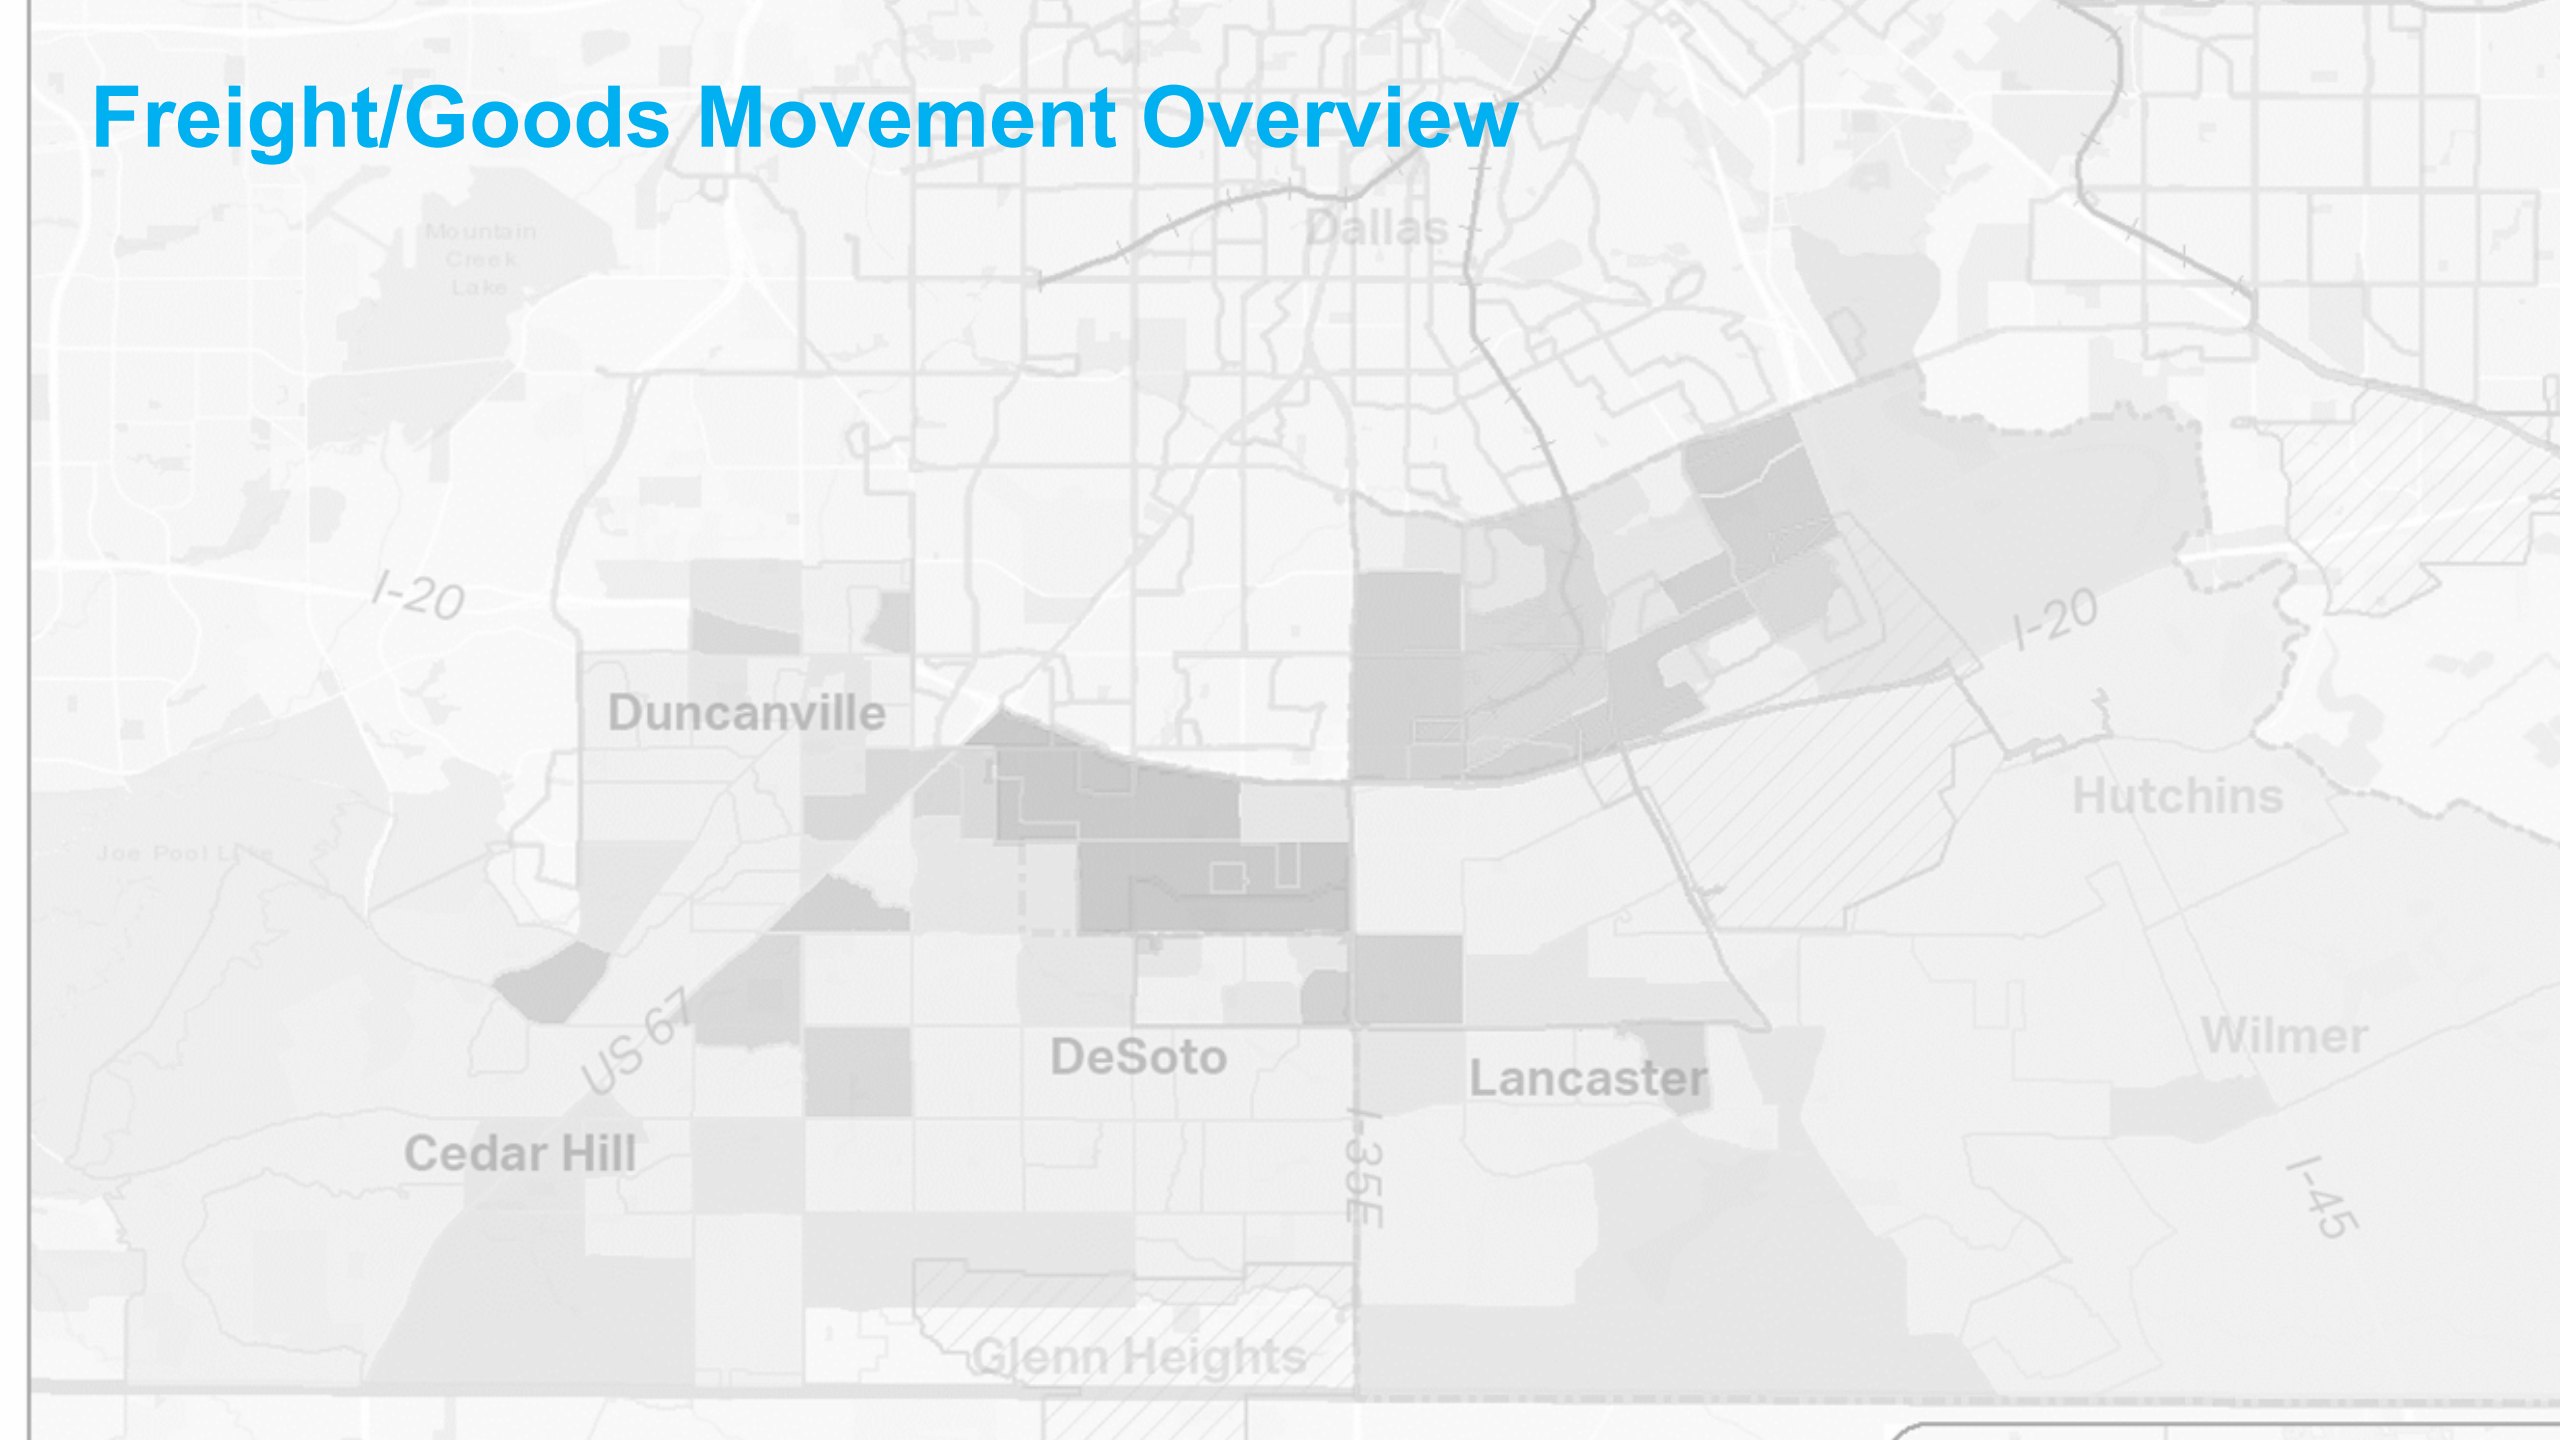 Freight/Goods Movement Overview
Mountain
Creek
Lake
Dallas
I-20
I-20
Duncanville
Hutchins
Joe Pool Lake
US 67
DeSoto
Wilmer
Lancaster
Cedar Hill
I-35E
I-45
Glenn Heights